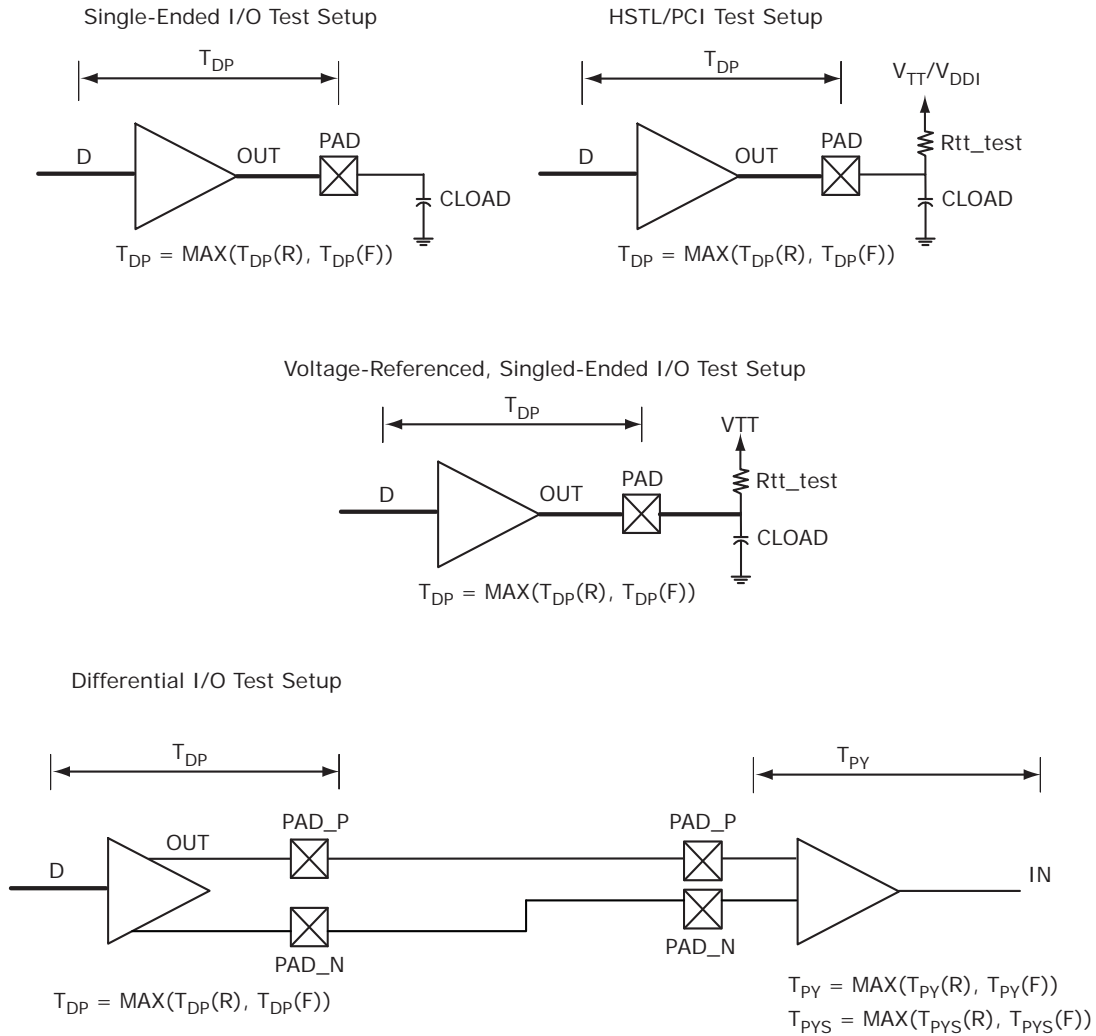 Single-Ended I/O Test Setup
T_DP
D
OUT
PAD
CLOAD
T_DP = MAX(T_DP(R), T_DP(F))
HSTL/PCI Test Setup
T_DP
V_TT/V_DDI
D
OUT
PAD
Rtt_test
CLOAD
T_DP = MAX(T_DP(R), T_DP(F))
Voltage-Referenced, Singled-Ended I/O Test Setup
T_DP
VTT
D
OUT
PAD
Rtt_test
CLOAD
T_DP = MAX(T_DP(R), T_DP(F))
Differential I/O Test Setup
T_DP
T_PY
D
OUT
PAD_P
PAD_N
PAD_P
PAD_N
IN
T_DP = MAX(T_DP(R), T_DP(F))
T_PY = MAX(T_PY(R), T_PY(F))
T_PYS = MAX(T_PYS(R), T_PYS(F))